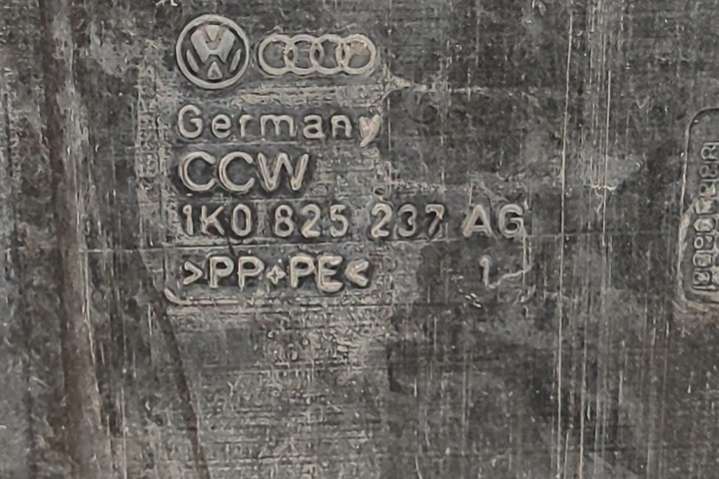 Germany
CCW
1K0 825 237 AG
>PP+PE< 1